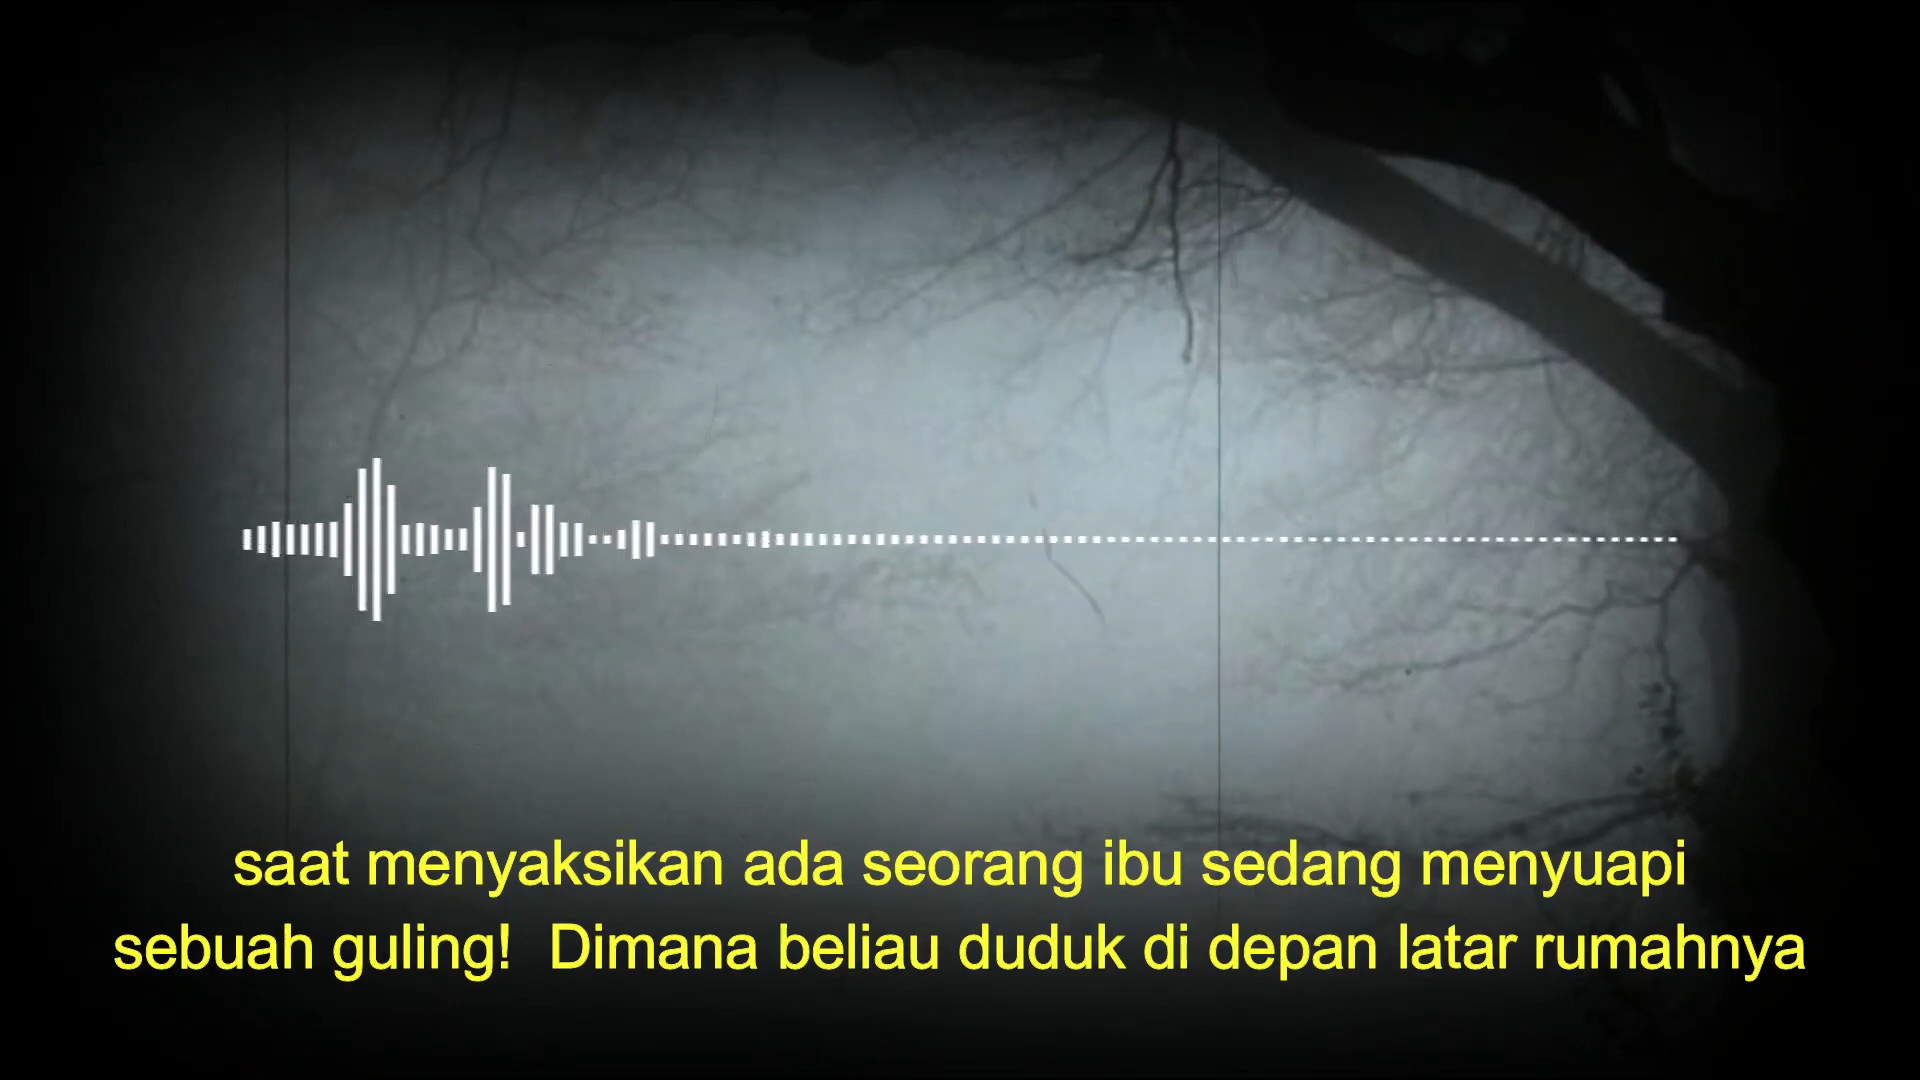 saat menyaksikan ada seorang ibu sedang menyuapi
sebuah guling!  Dimana beliau duduk di depan latar rumahnya